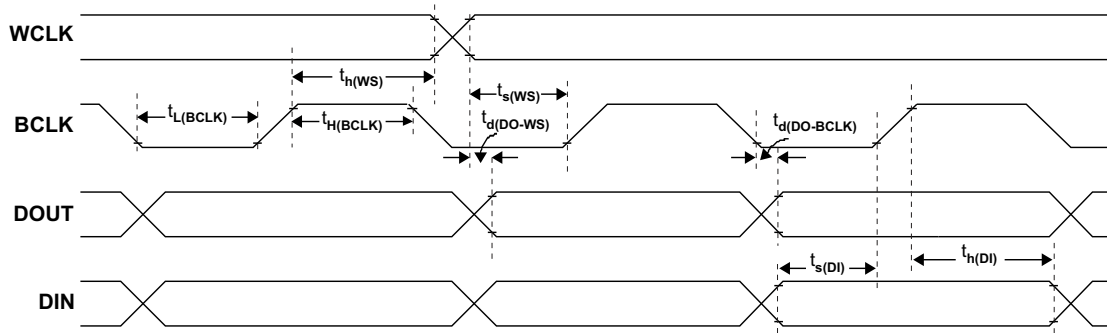 WCLK
t_h(WS)
t_s(WS)
BCLK
t_L(BCLK)
t_H(BCLK)
t_d(DO-WS)
t_d(DO-BCLK)
DOUT
t_s(DI)
t_h(DI)
DIN